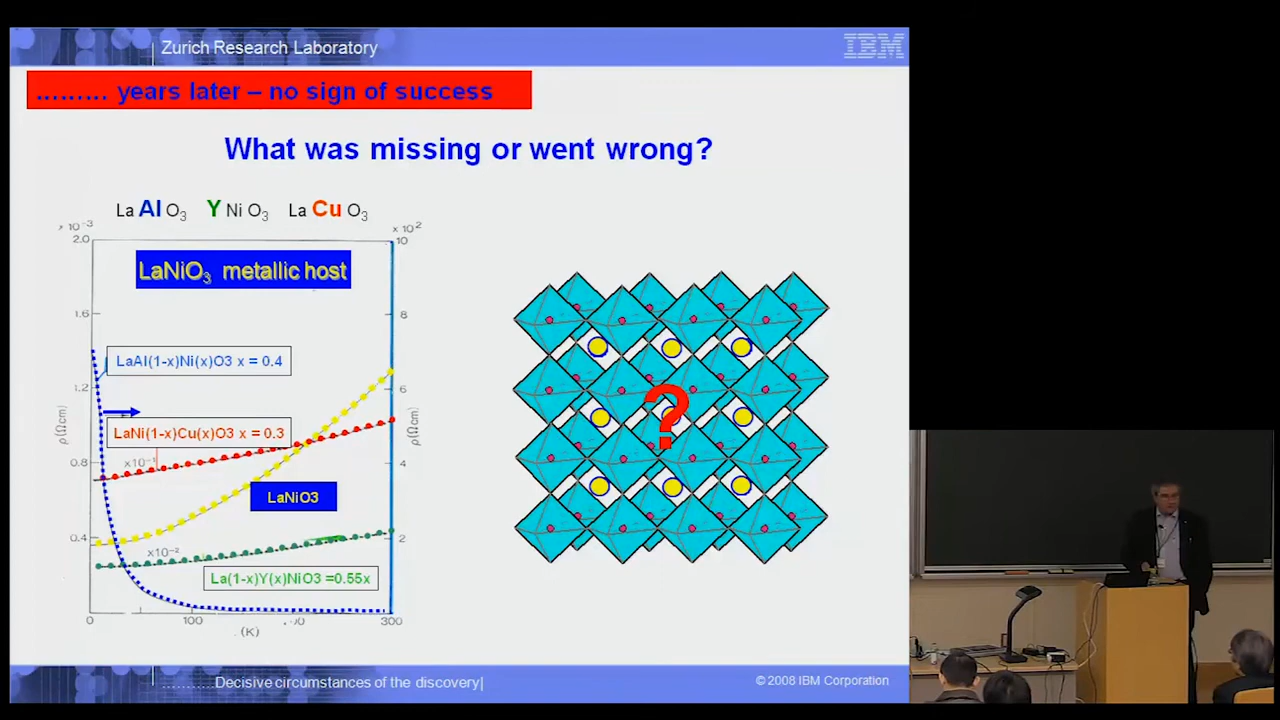 Zurich Research Laboratory
IBM
......... years later – no sign of success
What was missing or went wrong?
La Al O3 Y Ni O3 La Cu O3
x 10-3
x 10 2
2.0
10
LaNiO3 metallic host
1.6
8
LaAl(1-x)Ni(x)O3 x = 0.4
1.2
6
ρ(Ωcm)
ρ(Ωcm)
LaNi(1-x)Cu(x)O3 x = 0.3
x10-1
0.8
4
LaNiO3
0.4
2
x10-2
La(1-x)Y(x)NiO3 =0.55x
0
100
300
(K)
?
Decisive circumstances of the discovery|
© 2008 IBM Corporation